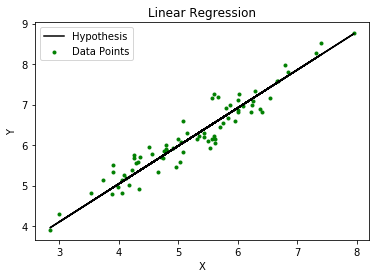 Linear Regression
Hypothesis
Data Points
Y
9
8
7
6
5
4
3
4
5
6
7
8
X